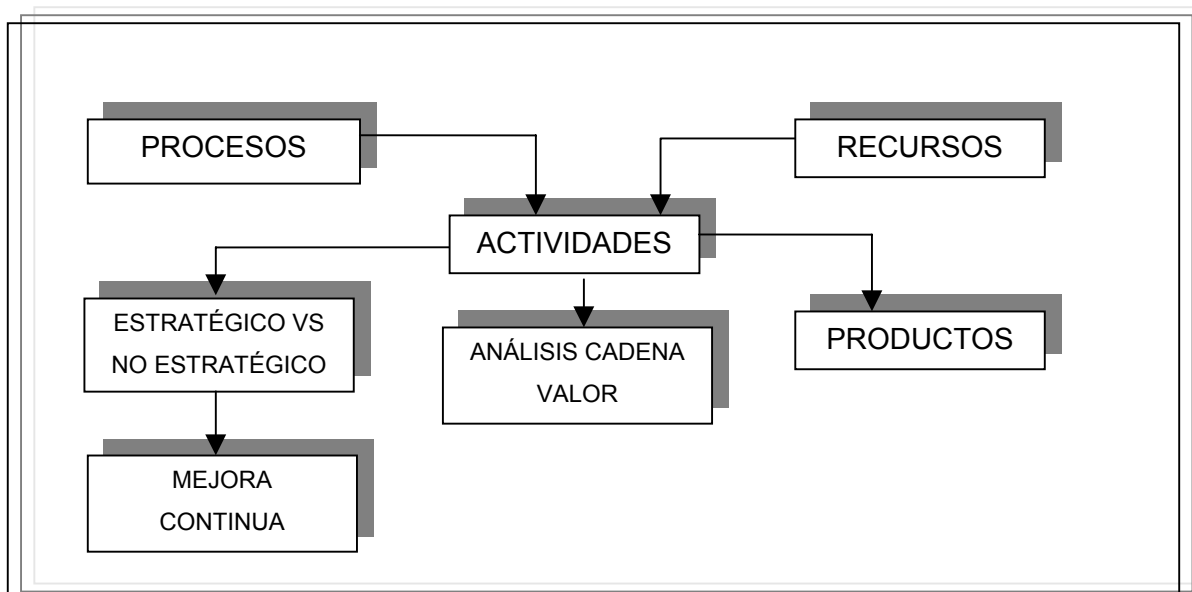 PROCESOS
RECURSOS
ACTIVIDADES
ESTRATÉGICO VS
NO ESTRATÉGICO
ANÁLISIS CADENA
VALOR
PRODUCTOS
MEJORA
CONTINUA